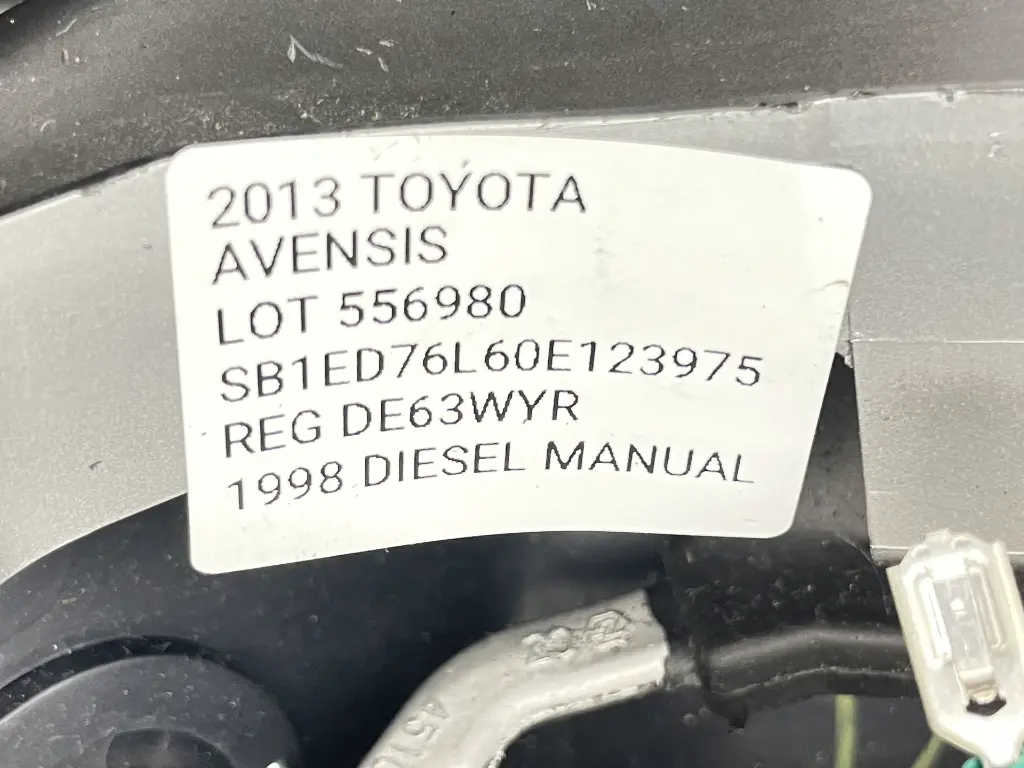 2013 TOYOTA
AVENSIS
LOT 556980
SB1ED76L60E123975
REG DE63WYR
1998 DIESEL MANUAL